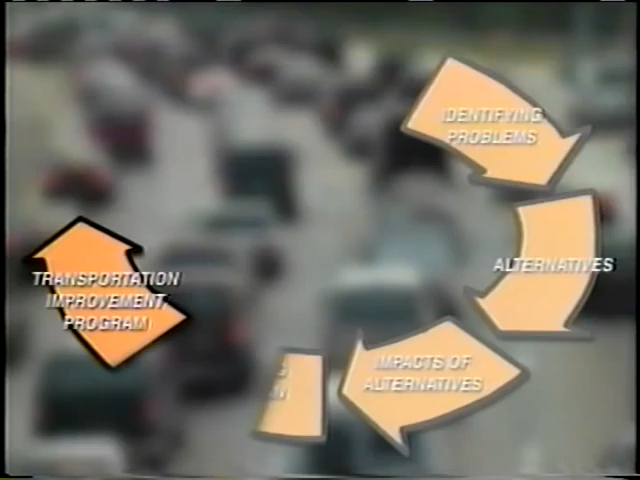 IDENTIFYING
PROBLEMS
ALTERNATIVES
IMPACTS OF
ALTERNATIVES
TRANSPORTATION
IMPROVEMENT
PROGRAM